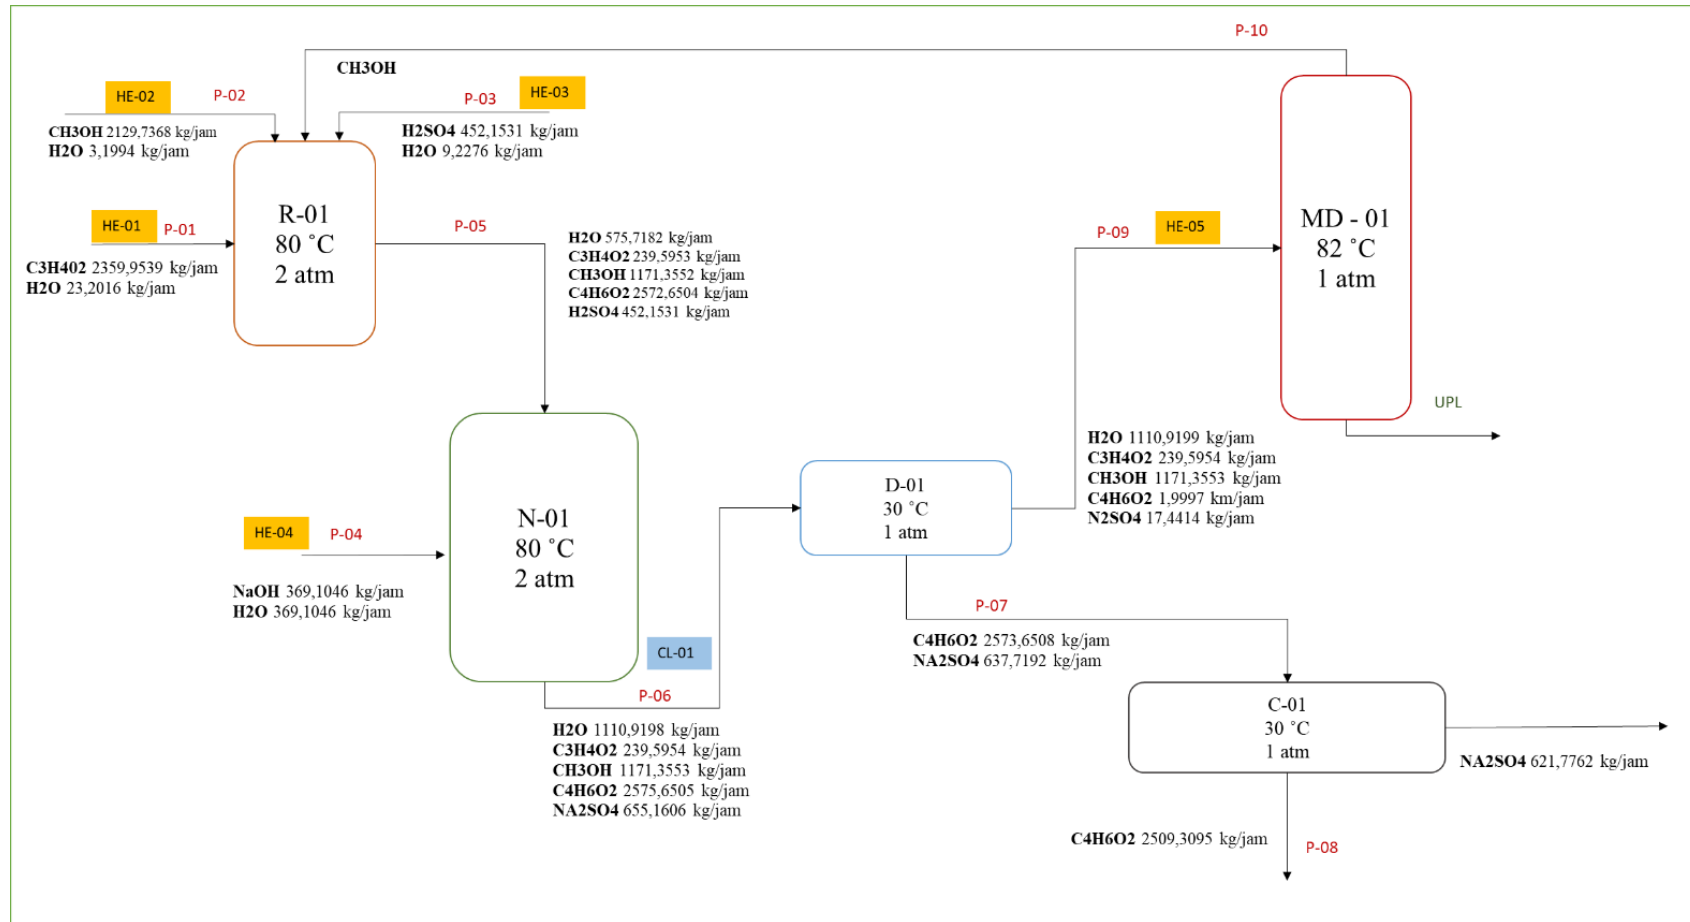 P-10
CH3OH
HE-02
P-02
P-03
HE-03
CH3OH 2129,7368 kg/jam
H2O 3,1994 kg/jam
H2SO4 452,1531 kg/jam
H2O 9,2276 kg/jam
R-01
80 ˚C
2 atm
HE-01
P-01
C3H402 2359,9539 kg/jam
H2O 23,2016 kg/jam
P-05
H2O 575,7182 kg/jam
C3H4O2 239,5953 kg/jam
CH3OH 1171,3552 kg/jam
C4H6O2 2572,6504 kg/jam
H2SO4 452,1531 kg/jam
P-09
HE-05
MD - 01
82 ˚C
1 atm
UPL
H2O 1110,9199 kg/jam
C3H4O2 239,5954 kg/jam
CH3OH 1171,3553 kg/jam
C4H6O2 1,9997 km/jam
N2SO4 17,4414 kg/jam
D-01
30 ˚C
1 atm
N-01
80 ˚C
2 atm
HE-04
P-04
NaOH 369,1046 kg/jam
H2O 369,1046 kg/jam
CL-01
P-06
H2O 1110,9198 kg/jam
C3H4O2 239,5954 kg/jam
CH3OH 1171,3553 kg/jam
C4H6O2 2575,6505 kg/jam
NA2SO4 655,1606 kg/jam
P-07
C4H6O2 2573,6508 kg/jam
NA2SO4 637,7192 kg/jam
C-01
30 ˚C
1 atm
NA2SO4 621,7762 kg/jam
C4H6O2 2509,3095 kg/jam
P-08